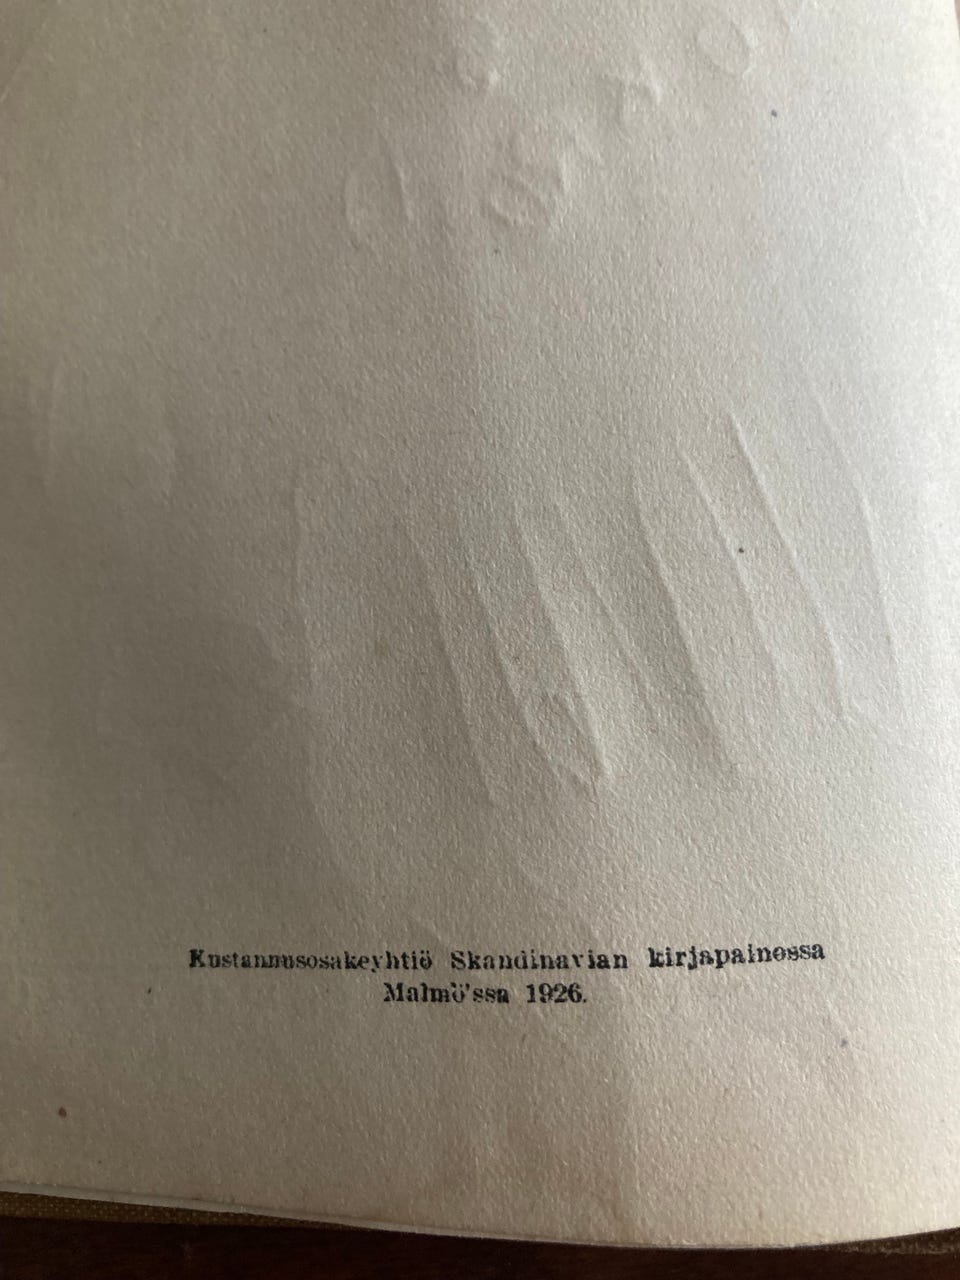 Kustannusosakeyhtiö Skandinavian kirjapainossa
Malmö'ssa 1926.